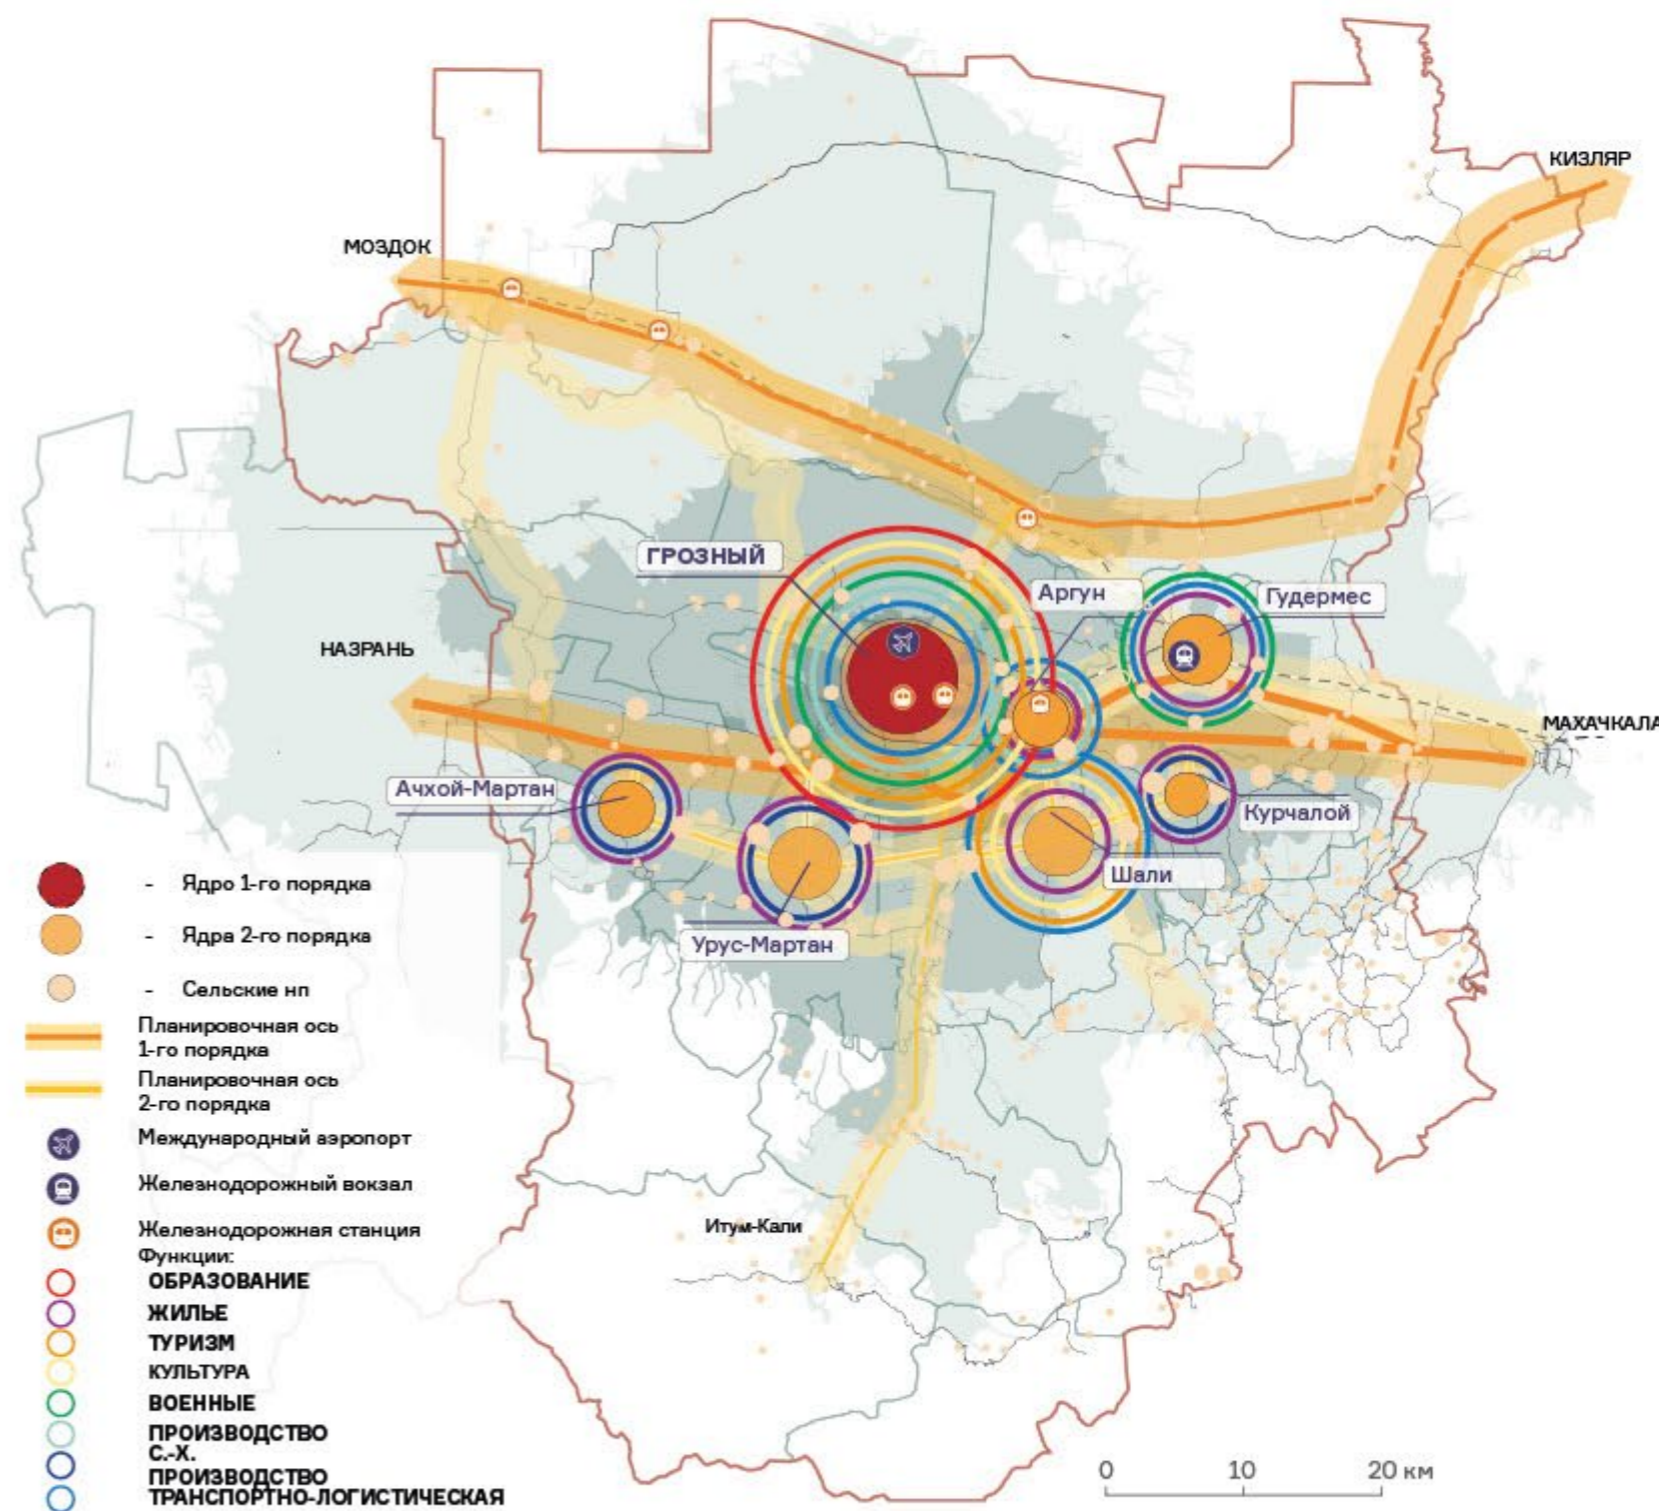 КИЗЛЯР
МОЗДОК
ГРОЗНЫЙ
Аргун
Гудермес
НАЗРАНЬ
МАХАЧКАЛА
Ачхой-Мартан
Курчалой
Шали
Урус-Мартан
Итум-Кали
- Ядро 1-го порядка
- Ядра 2-го порядка
- Сельские нп
Планировочная ось
1-го порядка
Планировочная ось
2-го порядка
Международный аэропорт
Железнодорожный вокзал
Железнодорожная станция
Функции:
ОБРАЗОВАНИЕ
ЖИЛЬЕ
ТУРИЗМ
КУЛЬТУРА
ВОЕННЫЕ
ПРОИЗВОДСТВО
С.-Х.
ПРОИЗВОДСТВО
ТРАНСПОРТНО-ЛОГИСТИЧЕСКАЯ
0 10 20 км